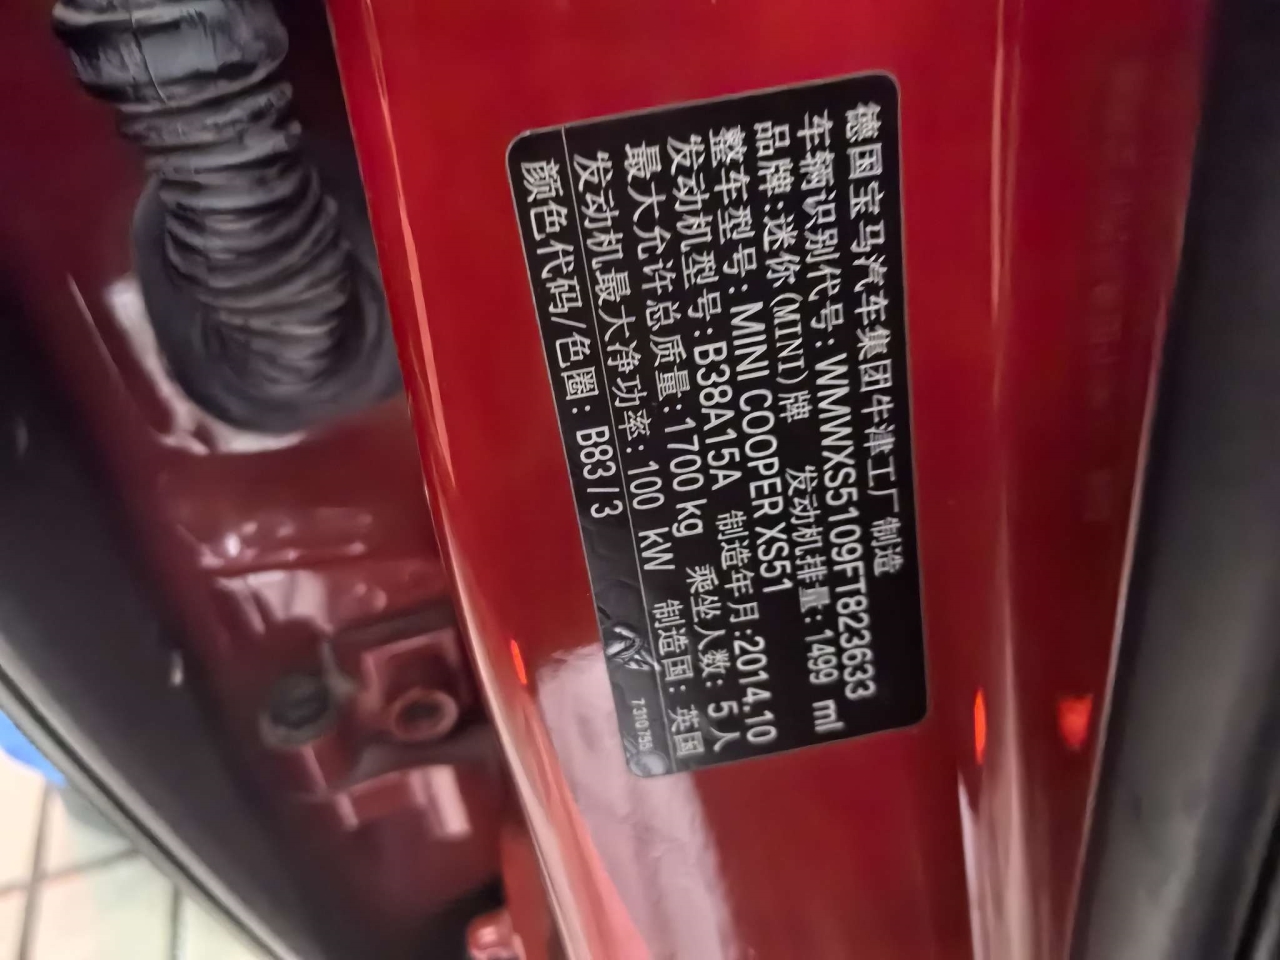 德国宝马汽车集团牛津工厂制造
车辆识别代号: WMWXS5109FT823633
品牌:迷你(MINI)牌 发动机排量:1499 ml
整车型号: MINI COOPER XS51
发动机型号:B38A15A 制造年月:2014.10
最大允许总质量:1700 kg 乘坐人数: 5人
发动机最大净功率: 100 kW 制造国: 英国
颜色代码/色圈: B83/3